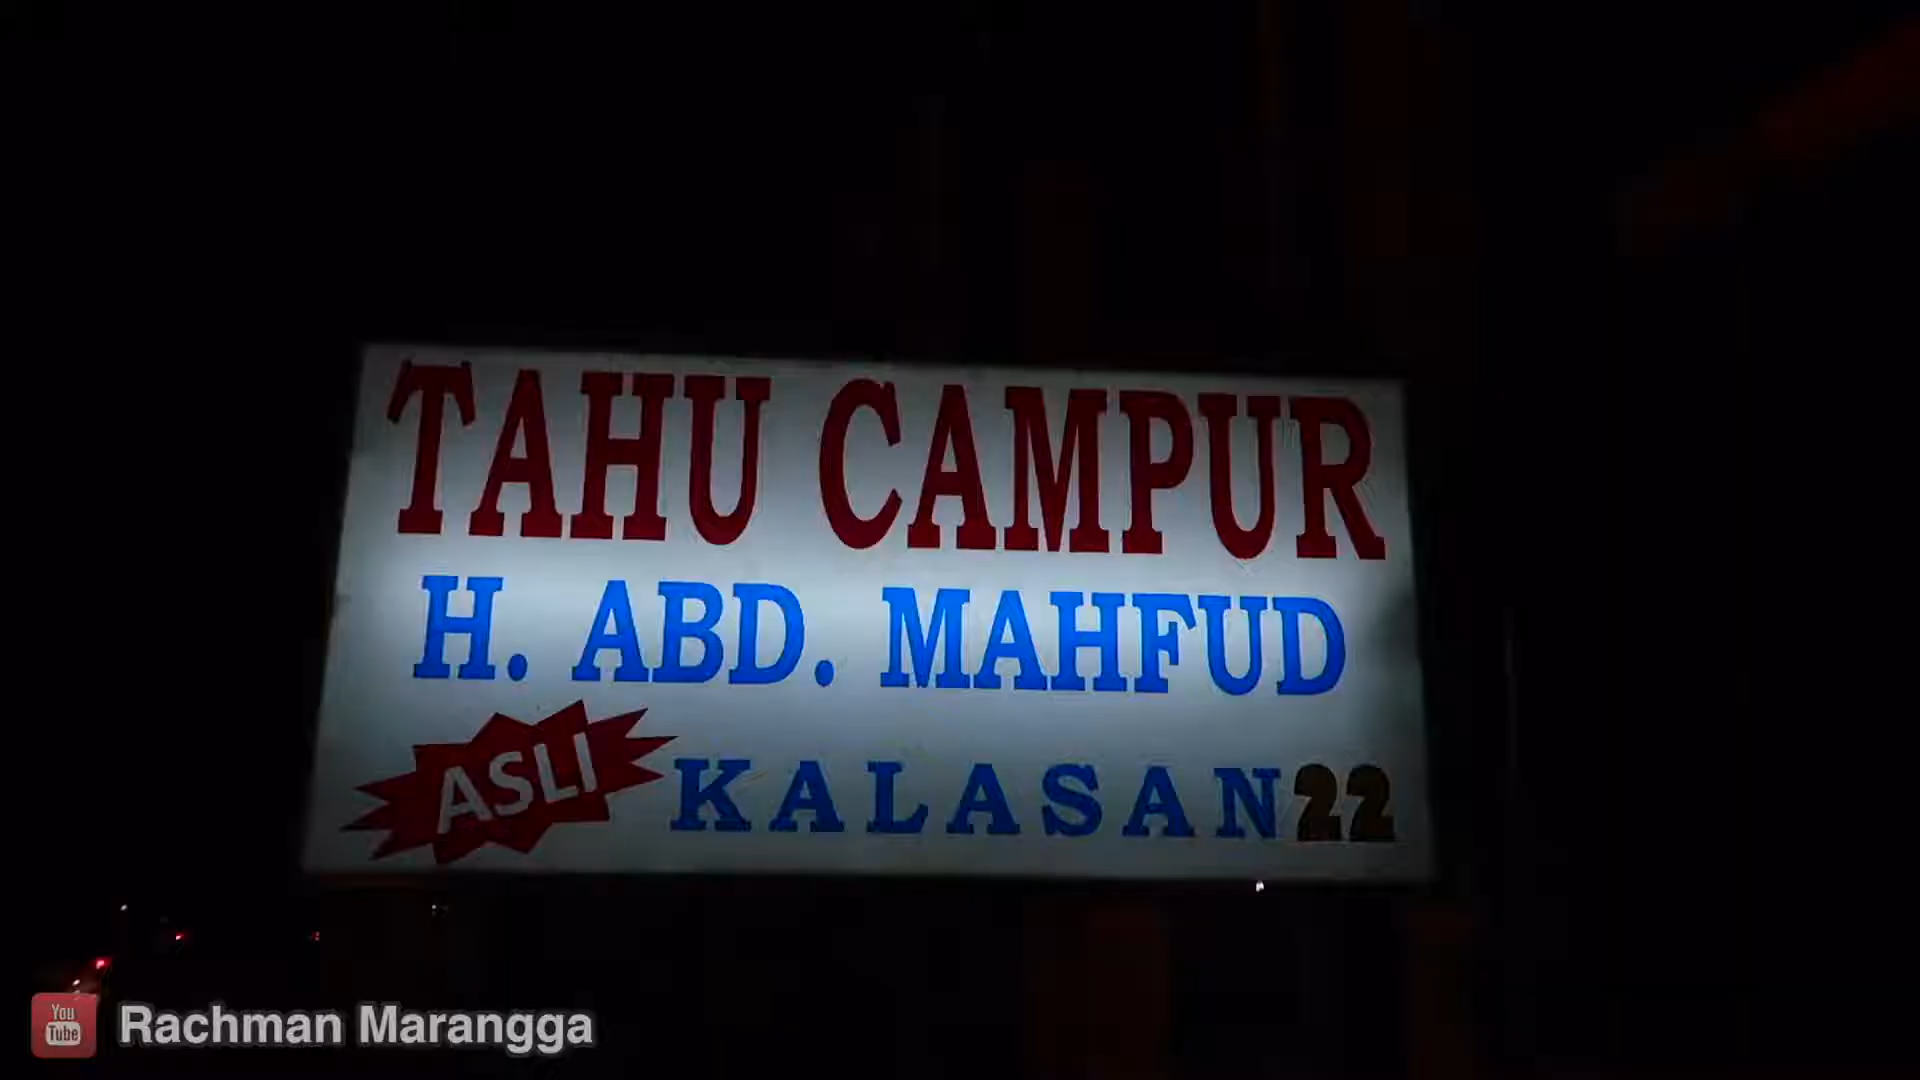 TAHU CAMPUR
H. ABD. MAHFUD
ASLI KALASAN 22
You Tube Rachman Marangga